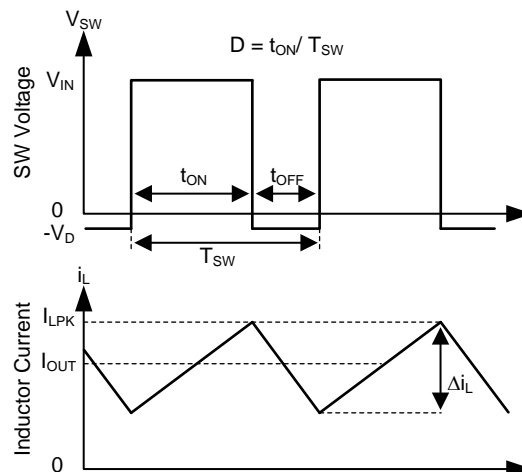 V_SW
D = t_ON/ T_SW
V_IN
SW Voltage
t_ON
t_OFF
0
-V_D
T_SW
i_L
I_LPK
Inductor Current
I_OUT
Δi_L
0